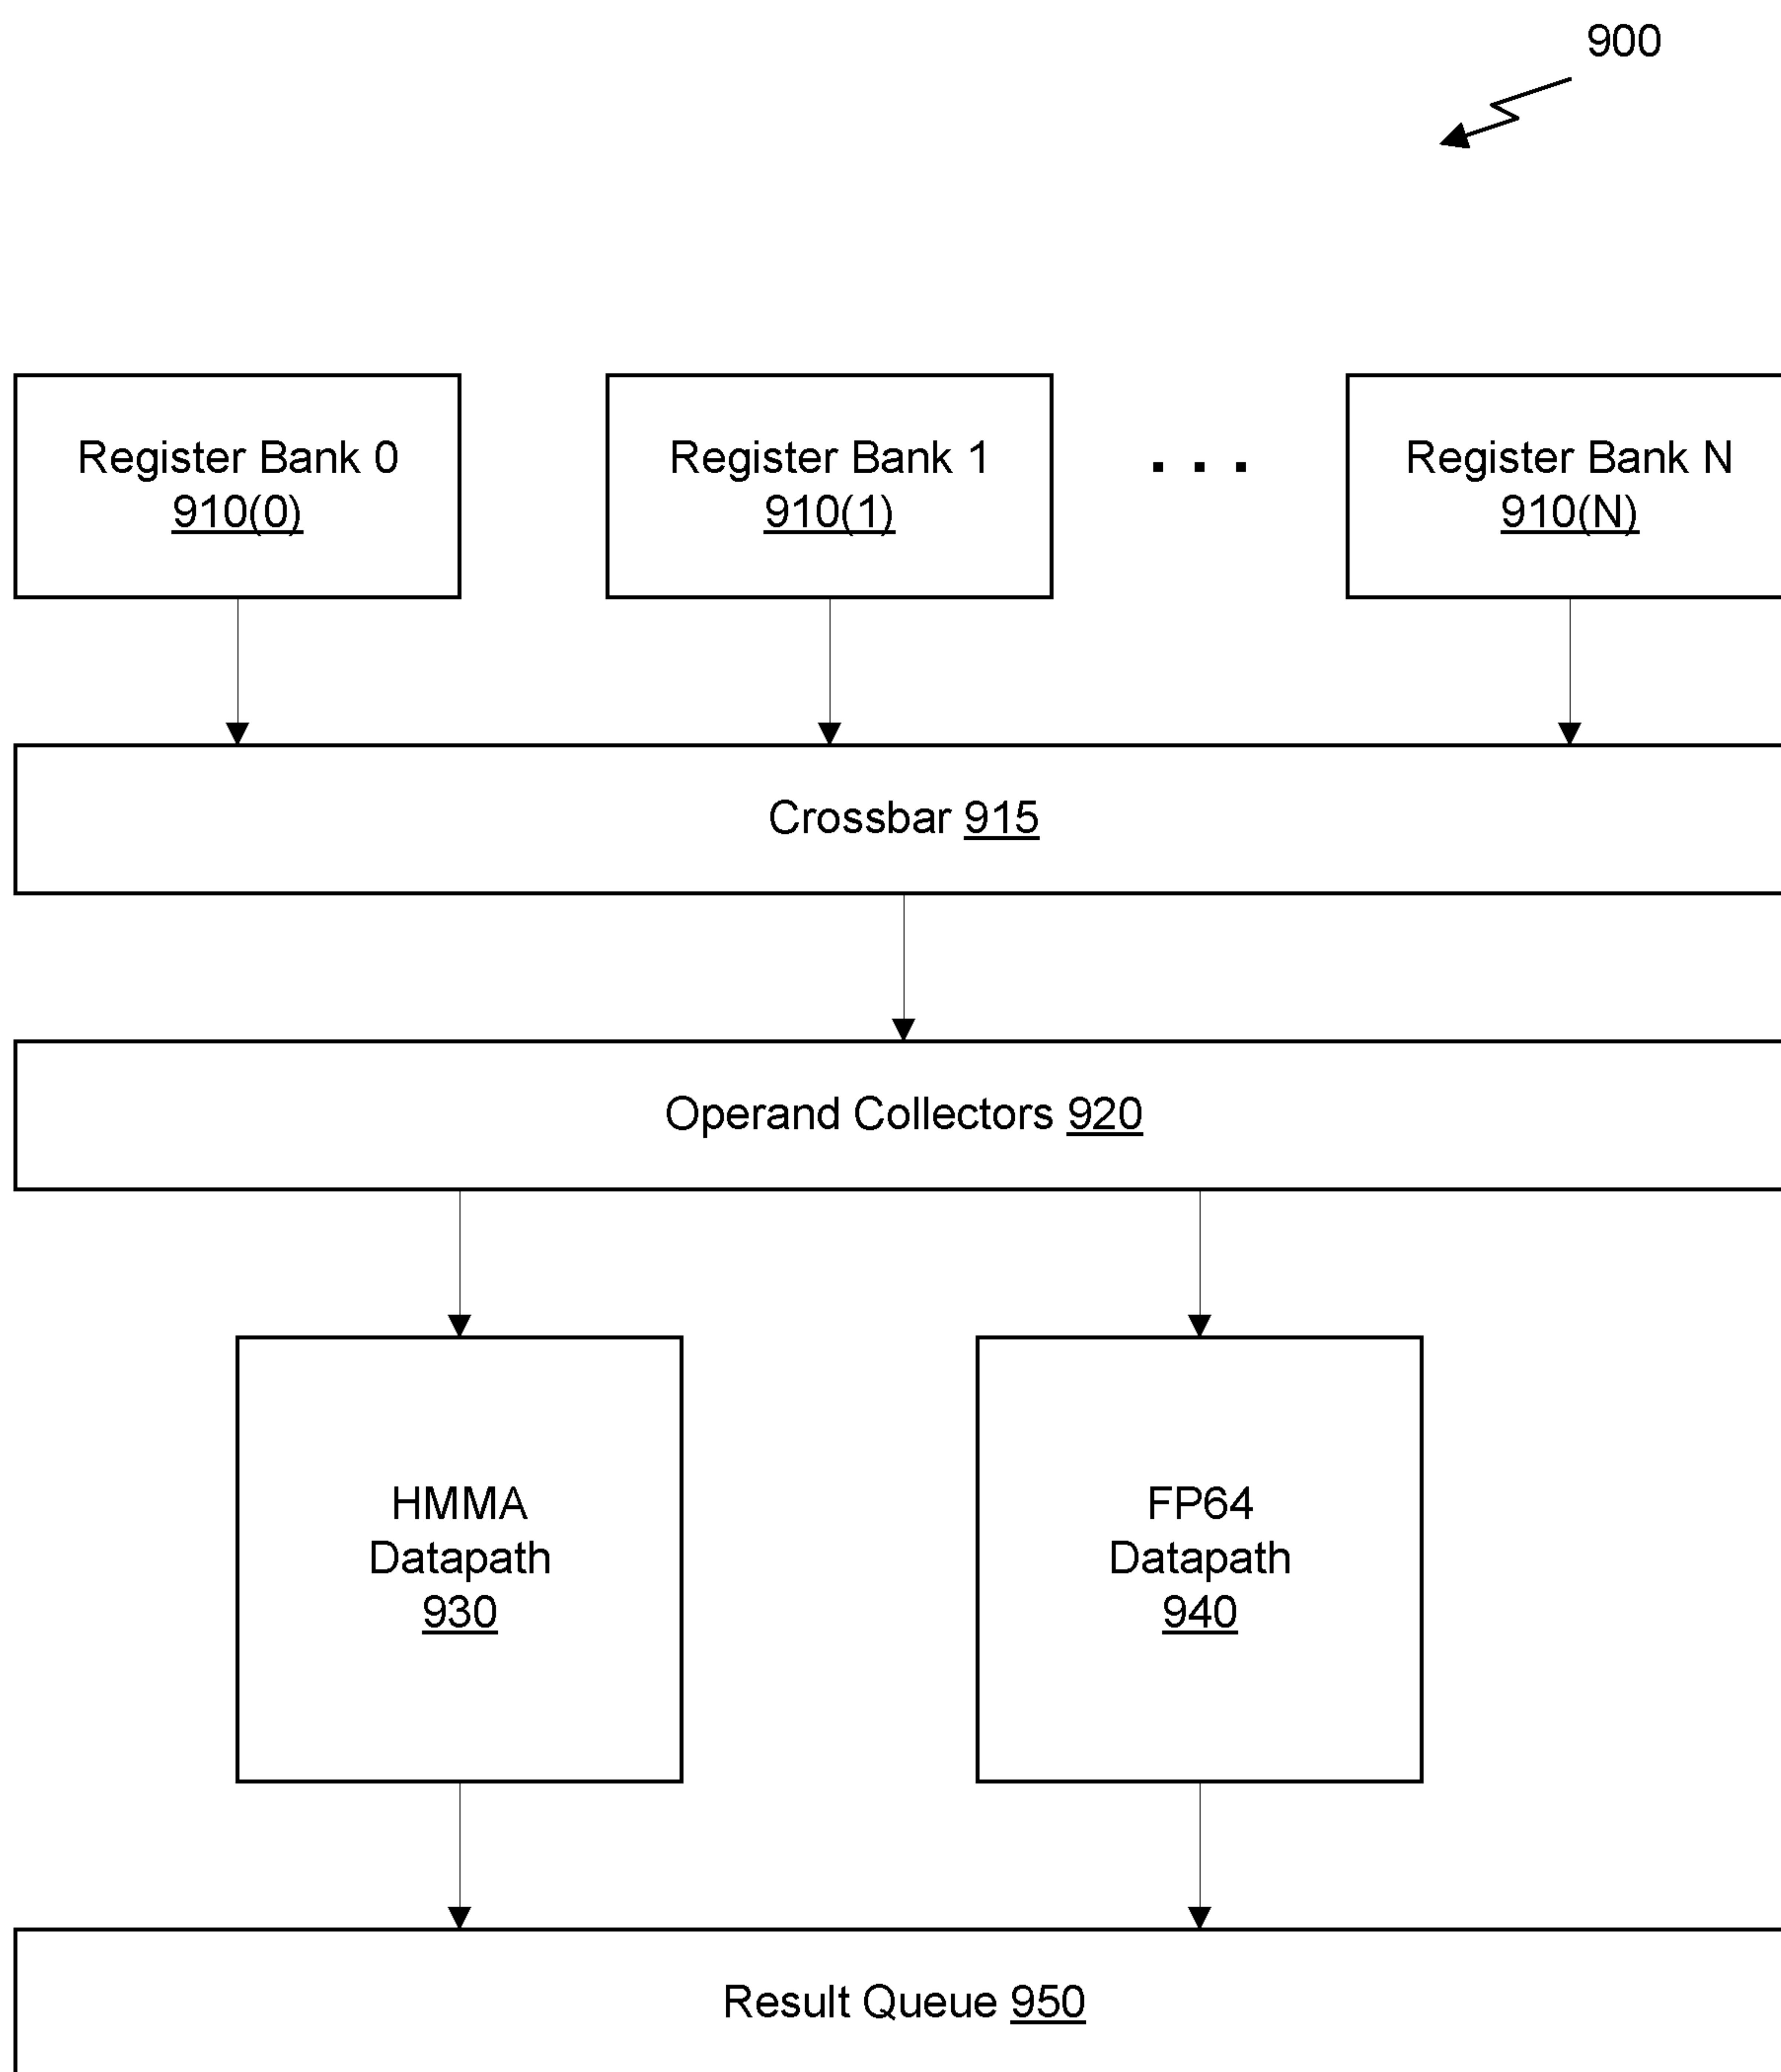 900
Register Bank 0
910(0)
Register Bank 1
910(1)
. . .
Register Bank N
910(N)
Crossbar 915
Operand Collectors 920
HMMA
Datapath
930
FP64
Datapath
940
Result Queue 950